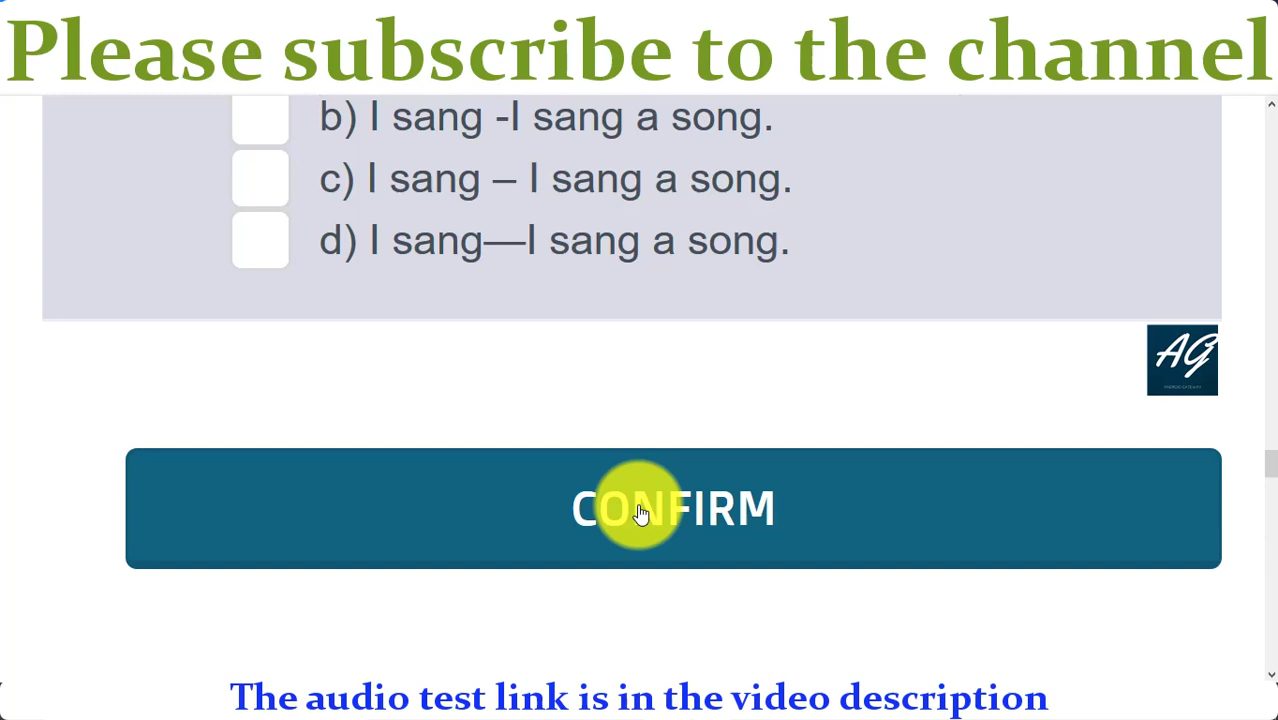 Please subscribe to the channel
b) I sang -I sang a song.
c) I sang – I sang a song.
d) I sang—I sang a song.
AG
CONFIRM
The audio test link is in the video description